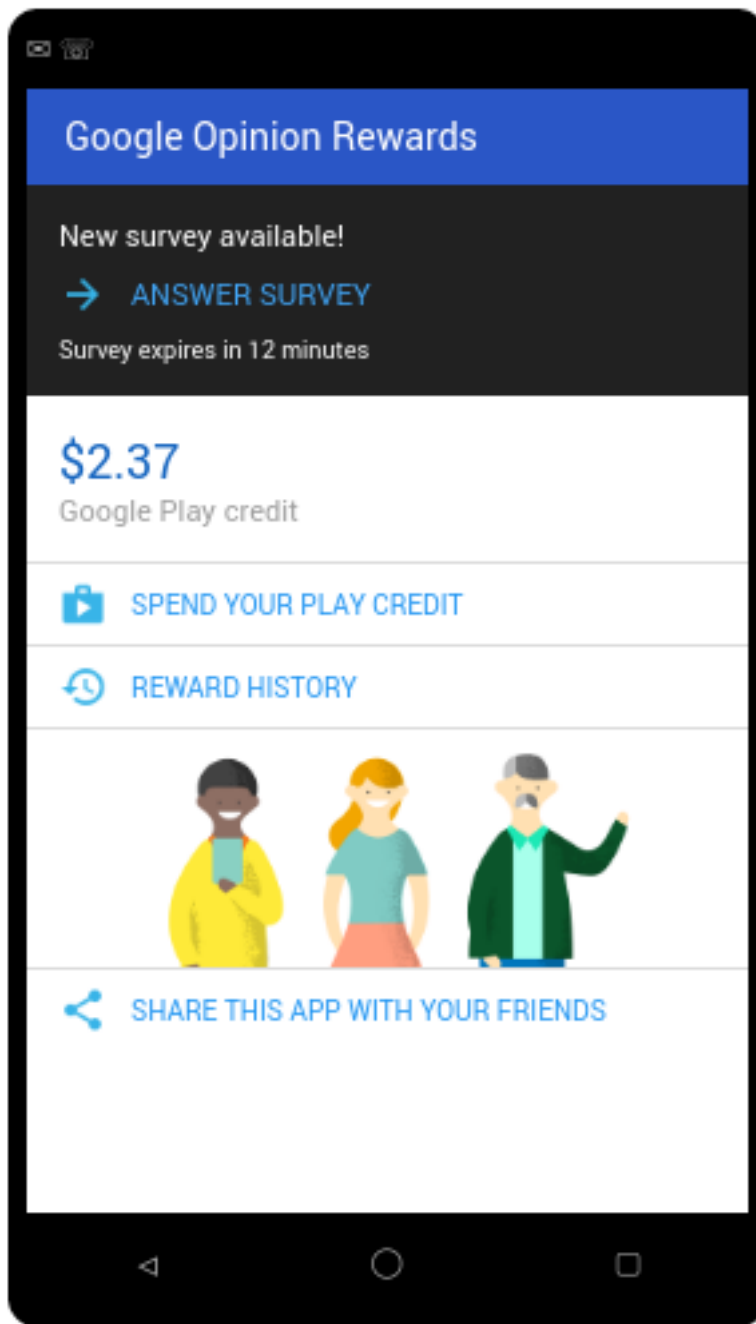 Google Opinion Rewards
New survey available!
ANSWER SURVEY
Survey expires in 12 minutes
$2.37
Google Play credit
SPEND YOUR PLAY CREDIT
REWARD HISTORY
SHARE THIS APP WITH YOUR FRIENDS